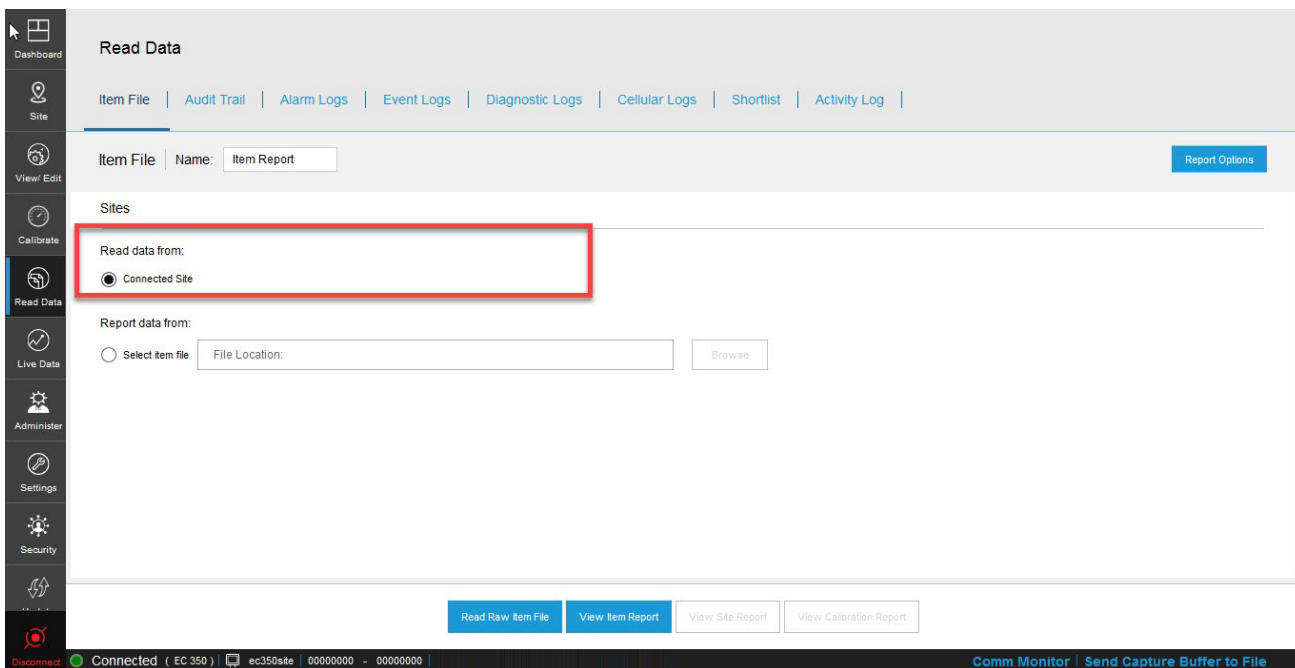 Dashboard
Site
View/ Edit
Calibrate
Read Data
Live Data
Administer
Settings
Security
Disconnect
Read Data
Item File | Audit Trail | Alarm Logs | Event Logs | Diagnostic Logs | Cellular Logs | Shortlist | Activity Log |
Item File | Name: Item Report Report Options
Sites
Read data from:
Connected Site
Report data from:
Select item file File Location: Browse
Read Raw Item File View Item Report View Site Report View Calibration Report
Connected ( EC 350 ) | ec350site | 00000000 - 00000000 | Comm Monitor | Send Capture Buffer to File